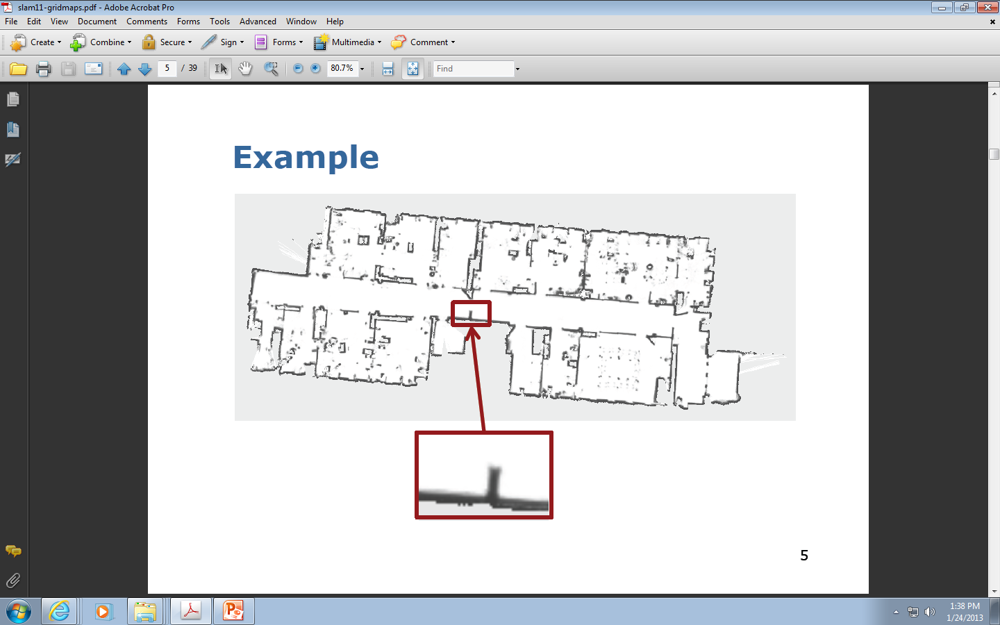 slam11-gridmaps.pdf - Adobe Acrobat Pro
File Edit View Document Comments Forms Tools Advanced Window Help
Create Combine Secure Sign Forms Multimedia Comment
5 / 39 80.7% Find
Example
5
1:38 PM
1/24/2013